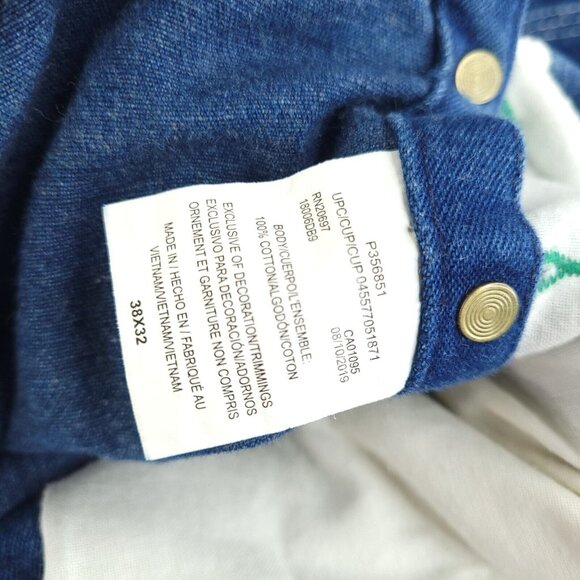 P356851
UPC/CUP/CUP 045577051871
RN20697 CA01095
18006DB9 08/10/2019
BODY/CUERPO/L'ENSEMBLE:
100% COTTON/ALGODÓN/COTON
EXCLUSIVE OF DECORATION/TRIMMINGS
EXCLUSIVO PARA DECORACIÓN/ADORNOS
ORNEMENT ET GARNITURE NON COMPRIS
MADE IN / HECHO EN / FABRIQUÉ AU
VIETNAM/VIETNAM/VIETNAM
38X32